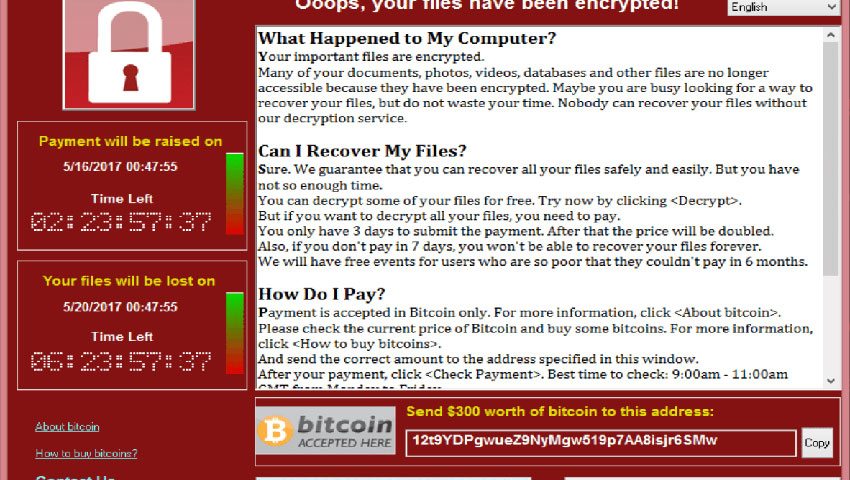 Ooops, your files have been encrypted!
English
What Happened to My Computer?
Your important files are encrypted.
Many of your documents, photos, videos, databases and other files are no longer
accessible because they have been encrypted. Maybe you are busy looking for a way to
recover your files, but do not waste your time. Nobody can recover your files without
our decryption service.
Can I Recover My Files?
Sure. We guarantee that you can recover all your files safely and easily. But you have
not so enough time.
You can decrypt some of your files for free. Try now by clicking <Decrypt>.
But if you want to decrypt all your files, you need to pay.
You only have 3 days to submit the payment. After that the price will be doubled.
Also, if you don't pay in 7 days, you won't be able to recover your files forever.
We will have free events for users who are so poor that they couldn't pay in 6 months.
How Do I Pay?
Payment is accepted in Bitcoin only. For more information, click <About bitcoin>.
Please check the current price of Bitcoin and buy some bitcoins. For more information,
click <How to buy bitcoins>.
And send the correct amount to the address specified in this window.
After your payment, click <Check Payment>. Best time to check: 9:00am - 11:00am
GMT from Monday to Friday.
Payment will be raised on
5/16/2017 00:47:55
Time Left
02:23:57:37
Your files will be lost on
5/20/2017 00:47:55
Time Left
06:23:57:37
About bitcoin
How to buy bitcoins?
Contact Us
bitcoin
ACCEPTED HERE
Send $300 worth of bitcoin to this address:
12t9YDPgwueZ9NyMgw519p7AA8isjr6SMw
Copy